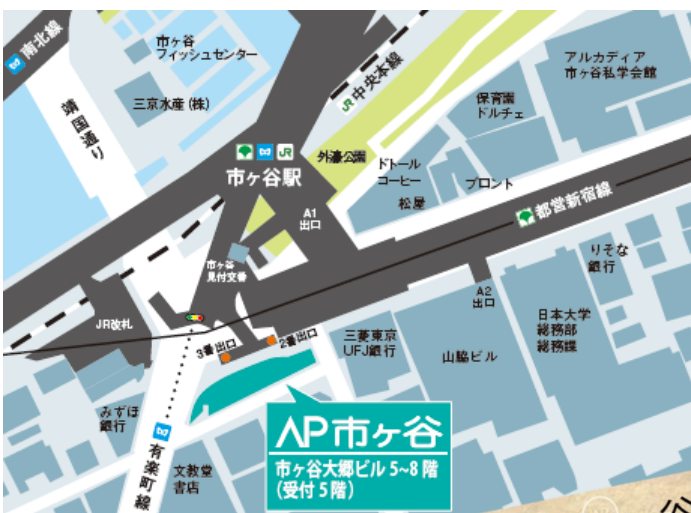 南北線
市ヶ谷
フィッシュセンター
三京水産(株)
靖国通り
JR中央本線
アルカディア
市ヶ谷私学会館
保育園
ドルチェ
JR
市ヶ谷駅
外濠公園
ドトール
コーヒー
松屋
プロント
A1
出口
都営新宿線
市ヶ谷
見付交番
りそな
銀行
JR改札
A2
出口
3番出口
2番出口
三菱東京
UFJ銀行
山脇ビル
日本大学
総務部
総務課
みずほ
銀行
有楽町線
文教堂
書店
AP市ヶ谷
市ヶ谷大郷ビル 5~8 階
(受付 5 階)